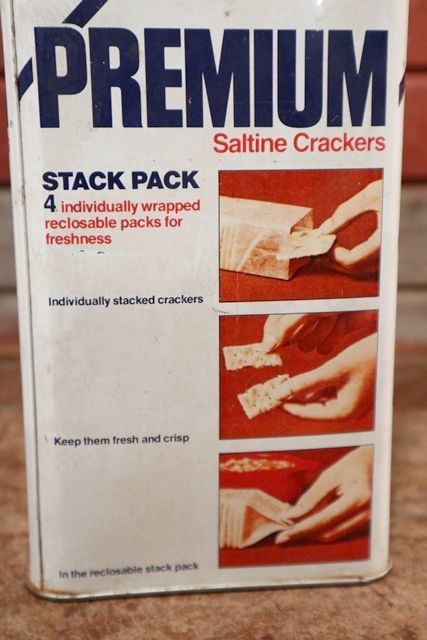 PREMIUM
Saltine Crackers
STACK PACK
4 individually wrapped
reclosable packs for
freshness
Individually stacked crackers
Keep them fresh and crisp
In the reclosable stack pack